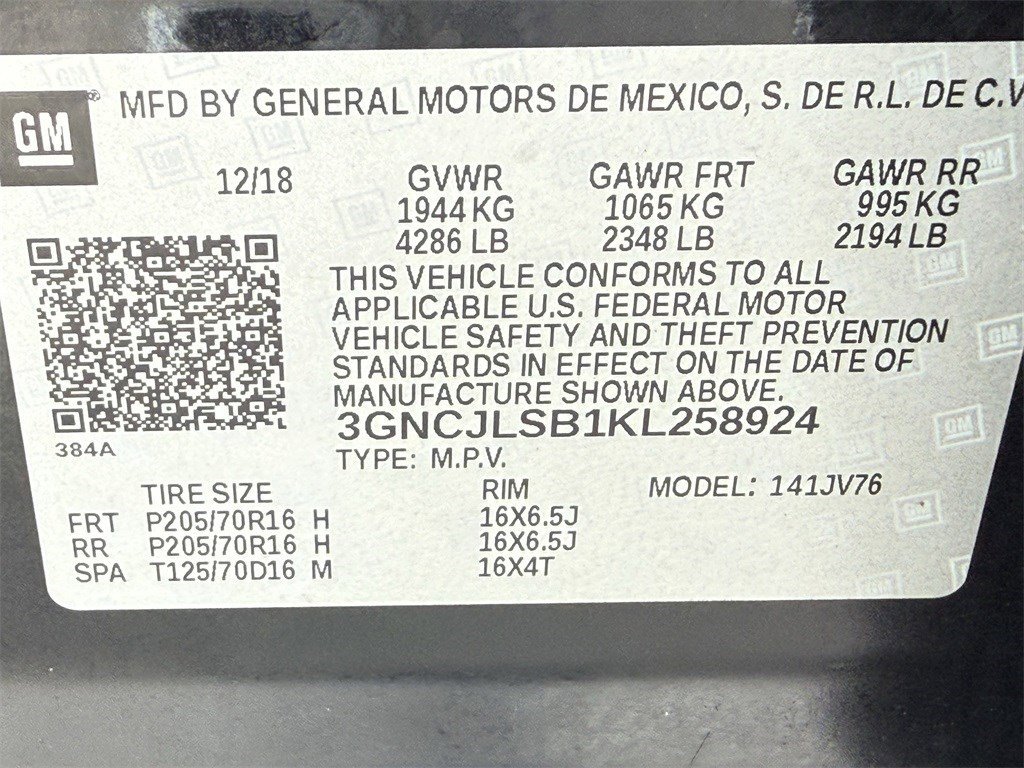 GM® MFD BY GENERAL MOTORS DE MEXICO, S. DE R.L. DE C.V
12/18 GVWR GAWR FRT GAWR RR
1944 KG 1065 KG 995 KG
4286 LB 2348 LB 2194 LB
THIS VEHICLE CONFORMS TO ALL
APPLICABLE U.S. FEDERAL MOTOR
VEHICLE SAFETY AND THEFT PREVENTION
STANDARDS IN EFFECT ON THE DATE OF
MANUFACTURE SHOWN ABOVE.
3GNCJLSB1KL258924
384A
TYPE: M.P.V.
TIRE SIZE RIM MODEL: 141JV76
FRT P205/70R16 H 16X6.5J
RR P205/70R16 H 16X6.5J
SPA T125/70D16 M 16X4T